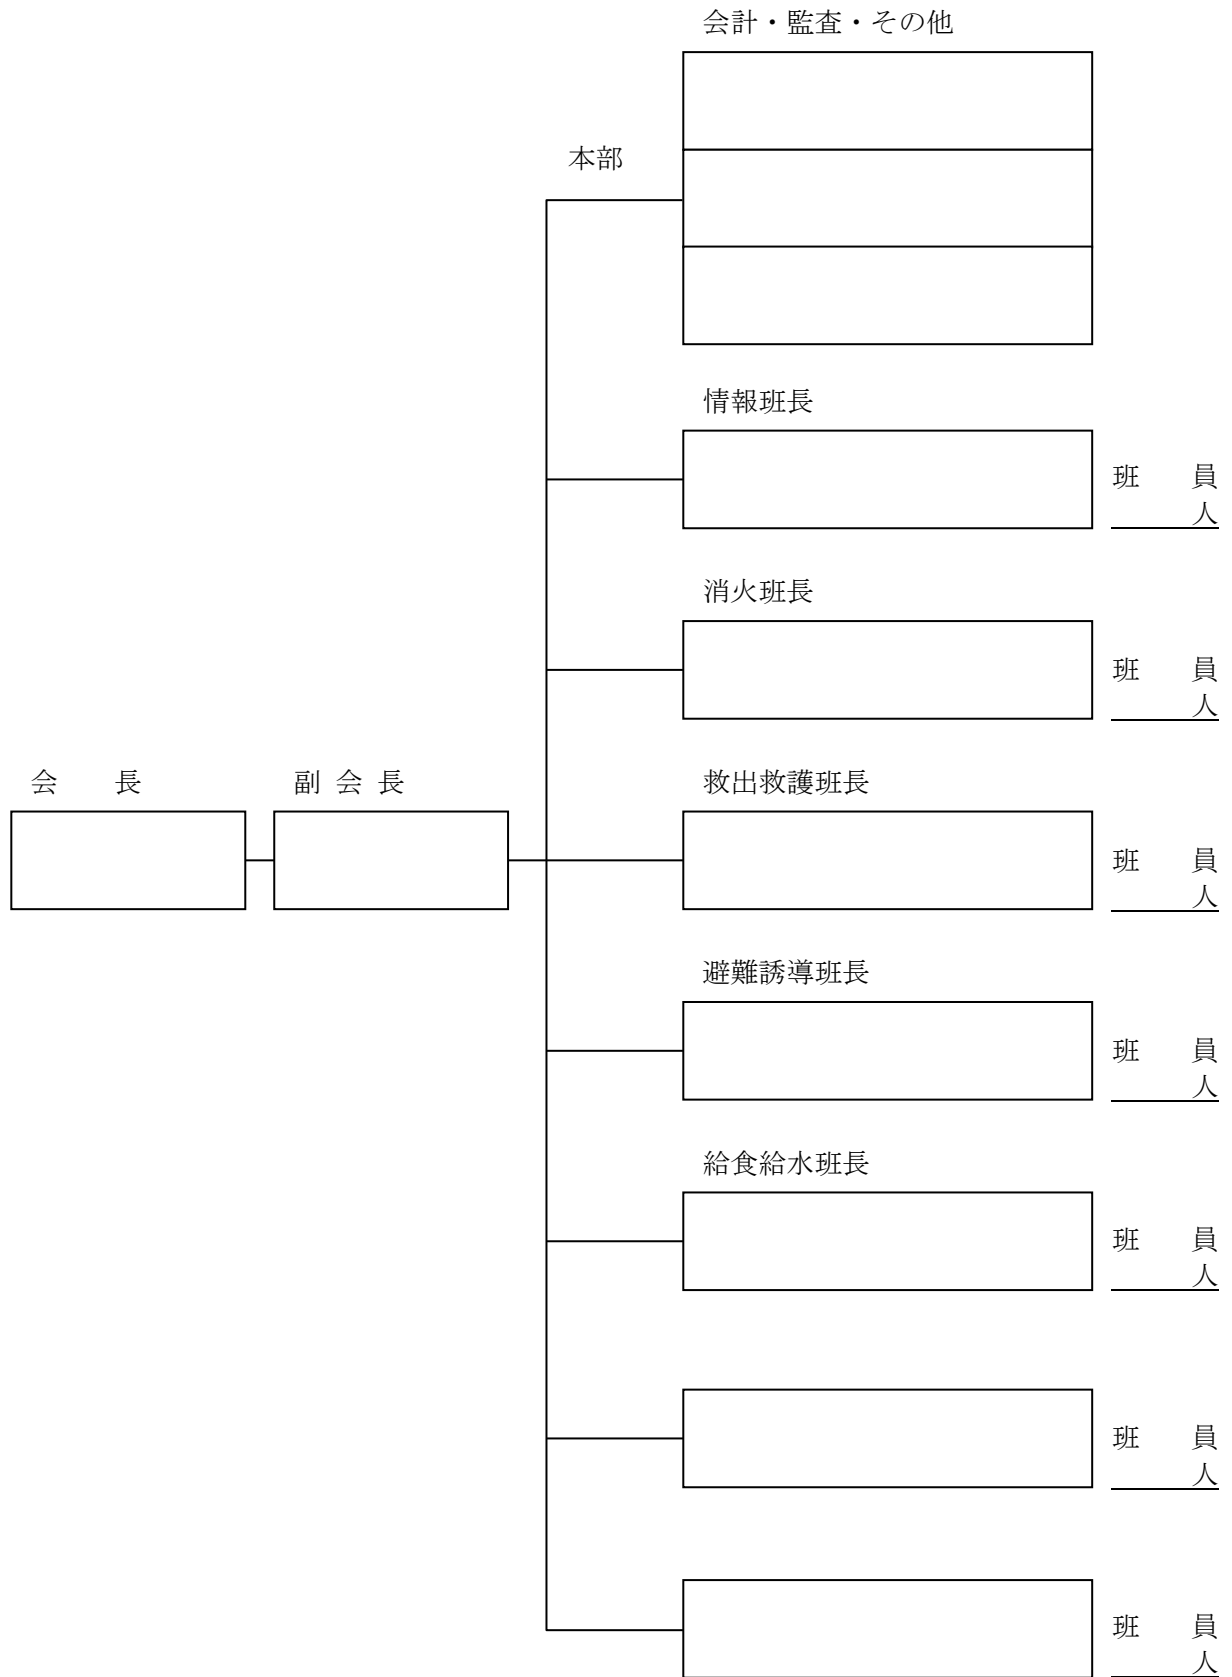 会計・監査・その他
本部
情報班長
班　員
人
消火班長
班　員
人
会　長
副 会 長
救出救護班長
班　員
人
避難誘導班長
班　員
人
給食給水班長
班　員
人
班　員
人
班　員
人